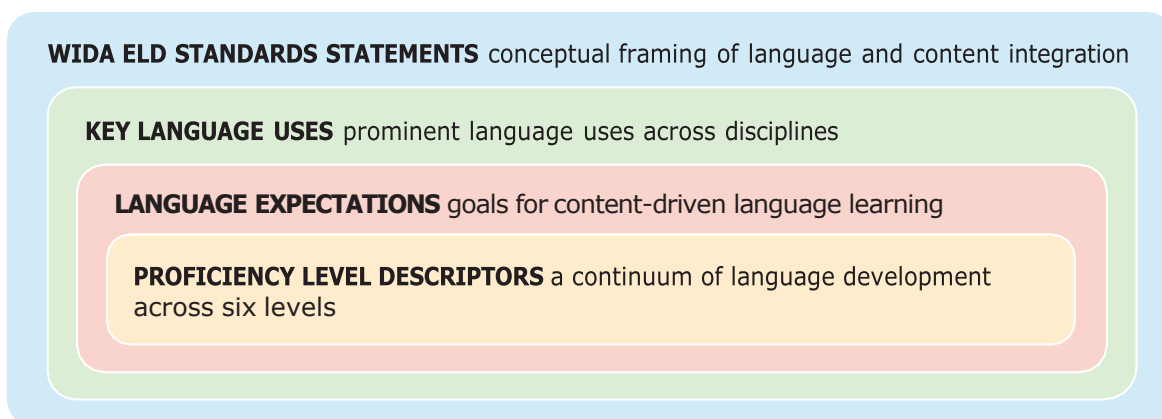 WIDA ELD STANDARDS STATEMENTS conceptual framing of language and content integration
KEY LANGUAGE USES prominent language uses across disciplines
LANGUAGE EXPECTATIONS goals for content-driven language learning
PROFICIENCY LEVEL DESCRIPTORS a continuum of language development
across six levels